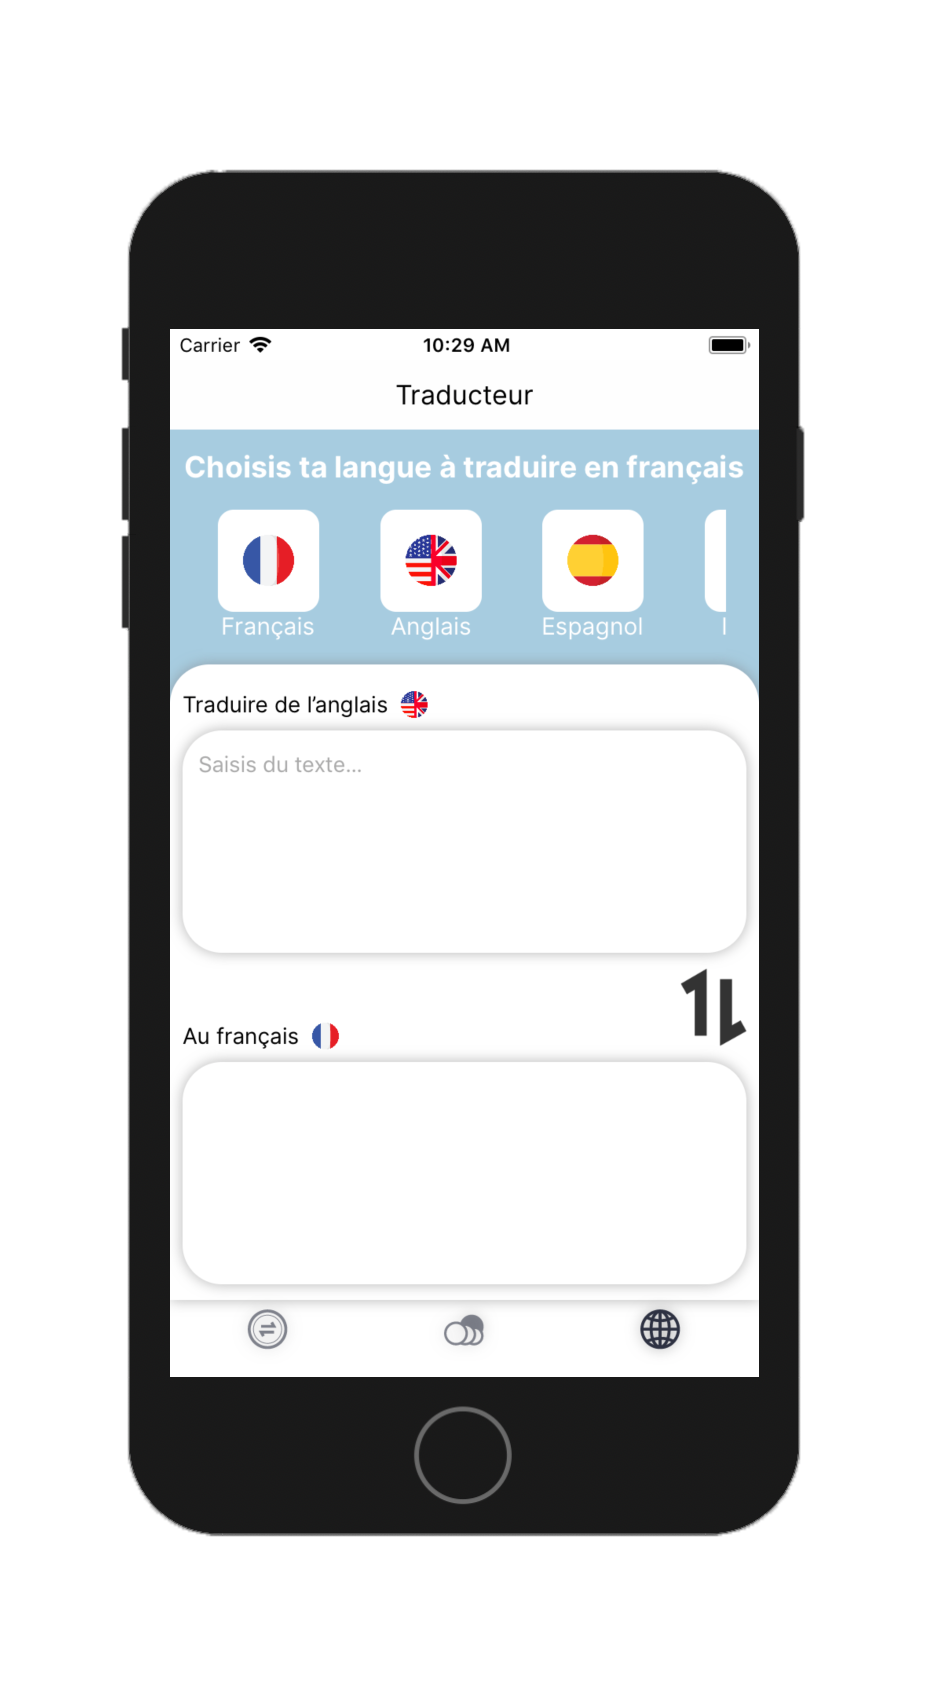 Carrier
10:29 AM
Traducteur
Choisis ta langue à traduire en français
Français
Anglais
Espagnol
Traduire de l’anglais
Saisis du texte...
Au français